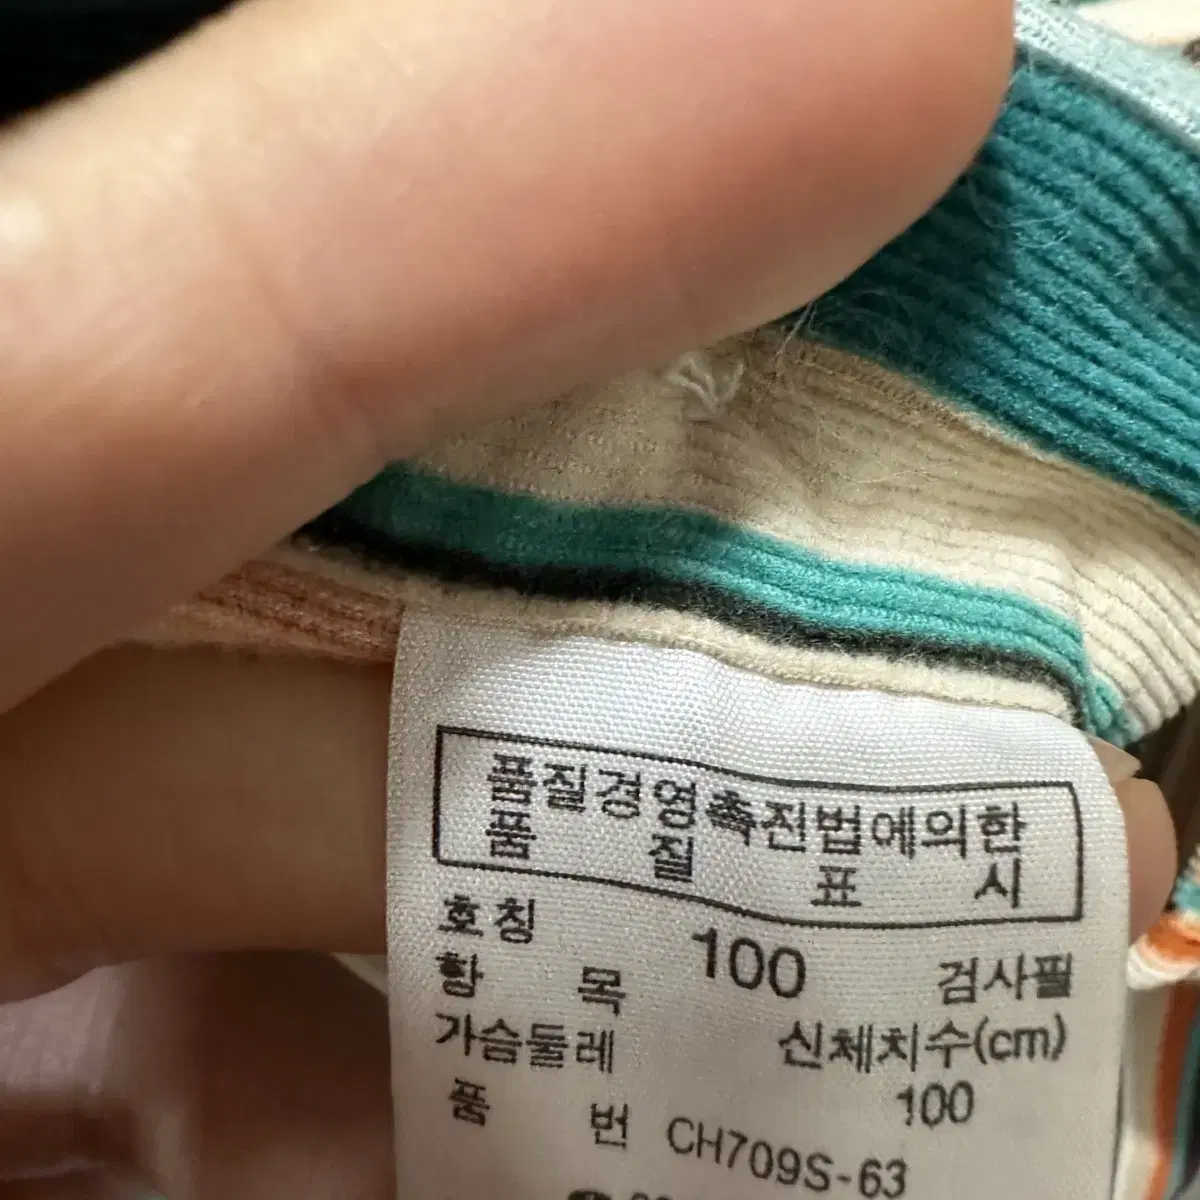 품질경영촉진법에의한
품 질 표 시
호칭 100 검사필
항 목 신체치수(cm)
가슴둘레 100
품 번 CH709S-63